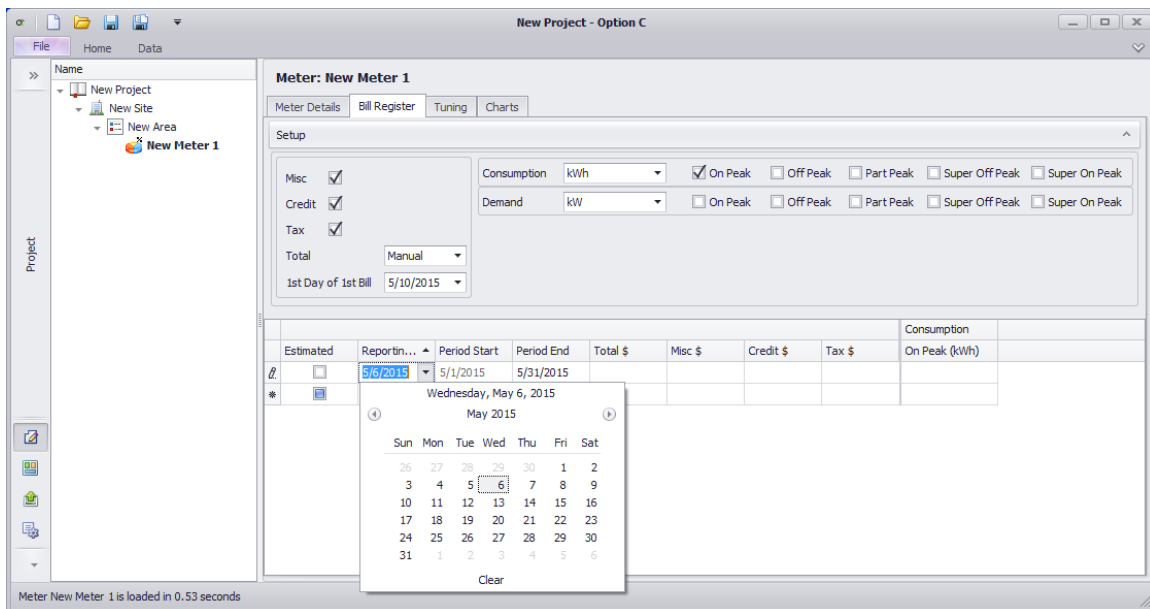 New Project - Option C
File Home Data
Name
New Project
New Site
New Area
New Meter 1
Project
Meter: New Meter 1
Meter Details Bill Register Tuning Charts
Setup
Misc
Credit
Tax
Total Manual
1st Day of 1st Bill 5/10/2015
Consumption kWh On Peak Off Peak Part Peak Super Off Peak Super On Peak
Demand kW On Peak Off Peak Part Peak Super Off Peak Super On Peak
Consumption
Estimated Reportin... Period Start Period End Total $ Misc $ Credit $ Tax $ On Peak (kWh)
5/6/2015 5/1/2015 5/31/2015
Wednesday, May 6, 2015
May 2015
Sun Mon Tue Wed Thu Fri Sat
26 27 28 29 30 1 2
3 4 5 6 7 8 9
10 11 12 13 14 15 16
17 18 19 20 21 22 23
24 25 26 27 28 29 30
31 1 2 3 4 5 6
Clear
Meter New Meter 1 is loaded in 0.53 seconds